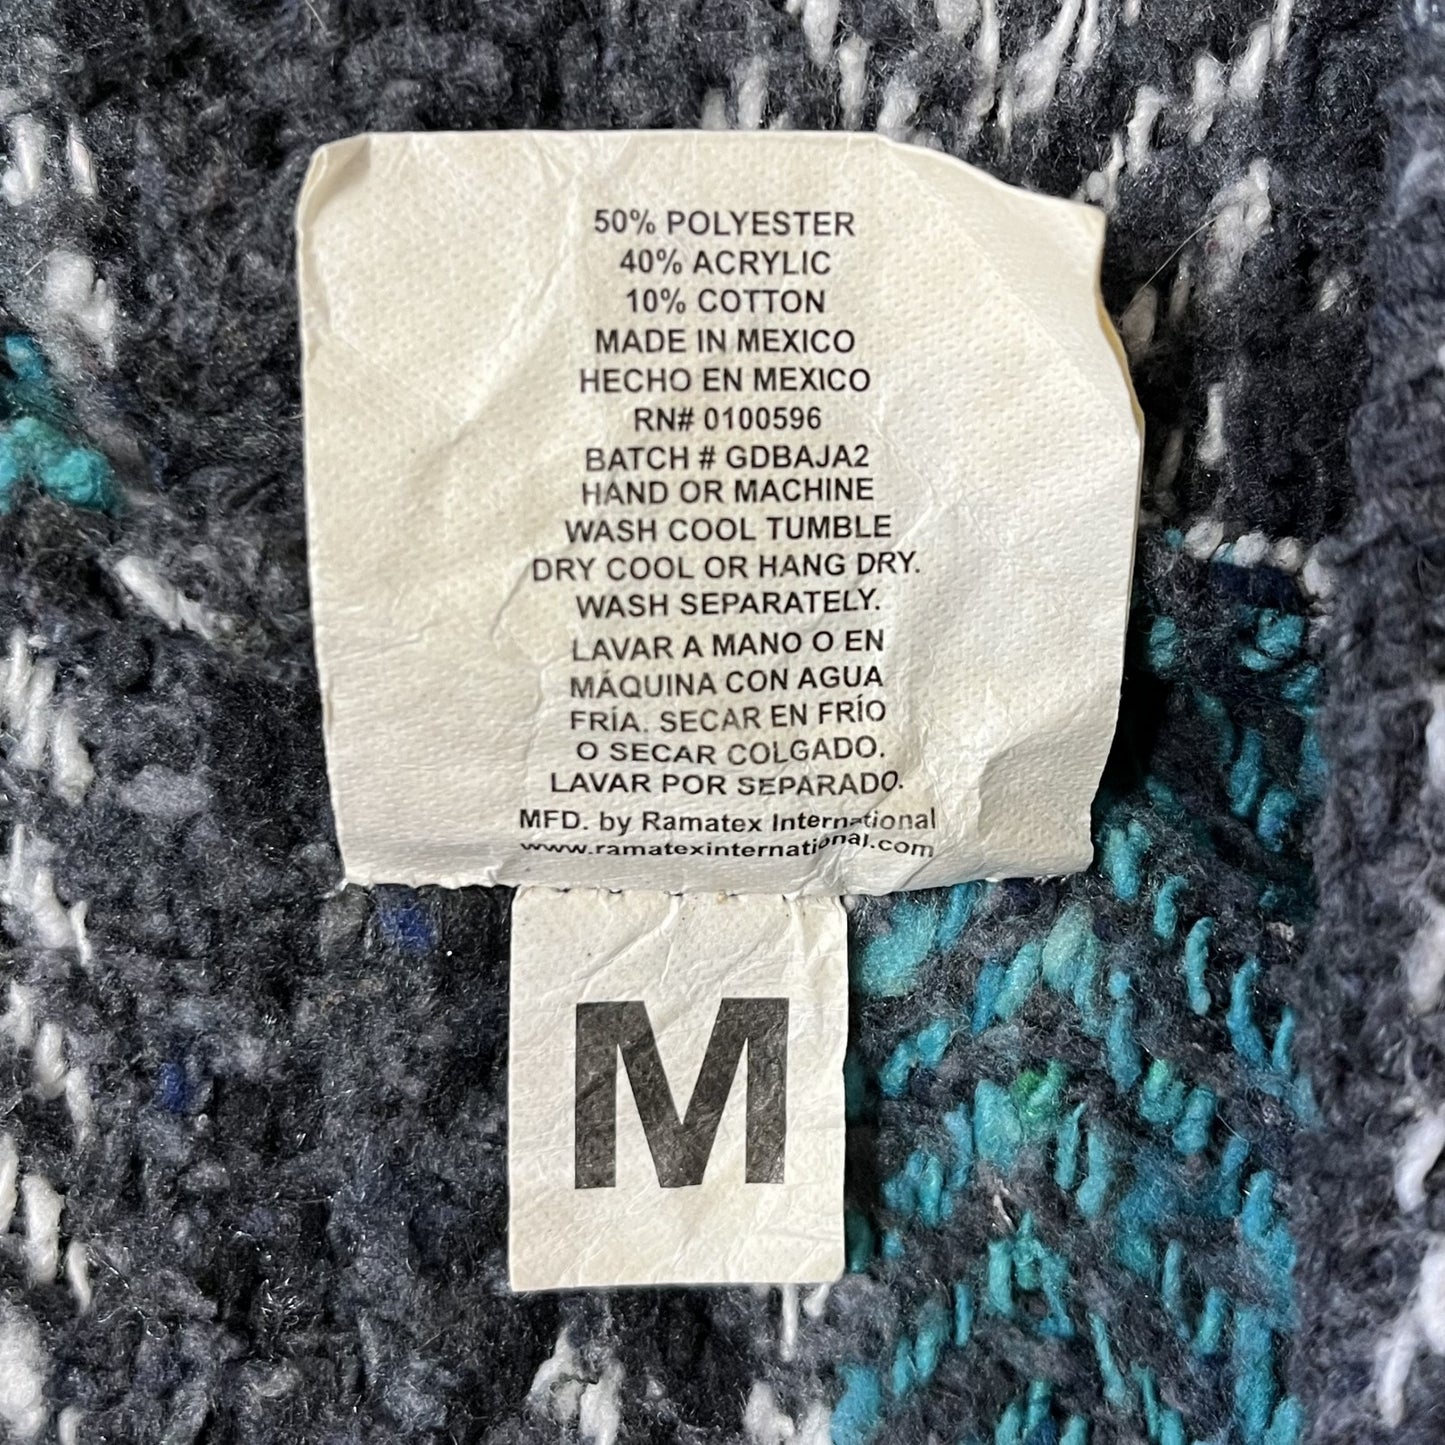 50% POLYESTER
40% ACRYLIC
10% COTTON
MADE IN MEXICO
HECHO EN MEXICO
RN# 0100596
BATCH # GDBAJA2
HAND OR MACHINE
WASH COOL TUMBLE
DRY COOL OR HANG DRY.
WASH SEPARATELY.
LAVAR A MANO O EN
MÁQUINA CON AGUA
FRÍA. SECAR EN FRÍO
O SECAR COLGADO.
LAVAR POR SEPARADO.
MFD. by Ramatex International
www.ramatexinternational.com
M